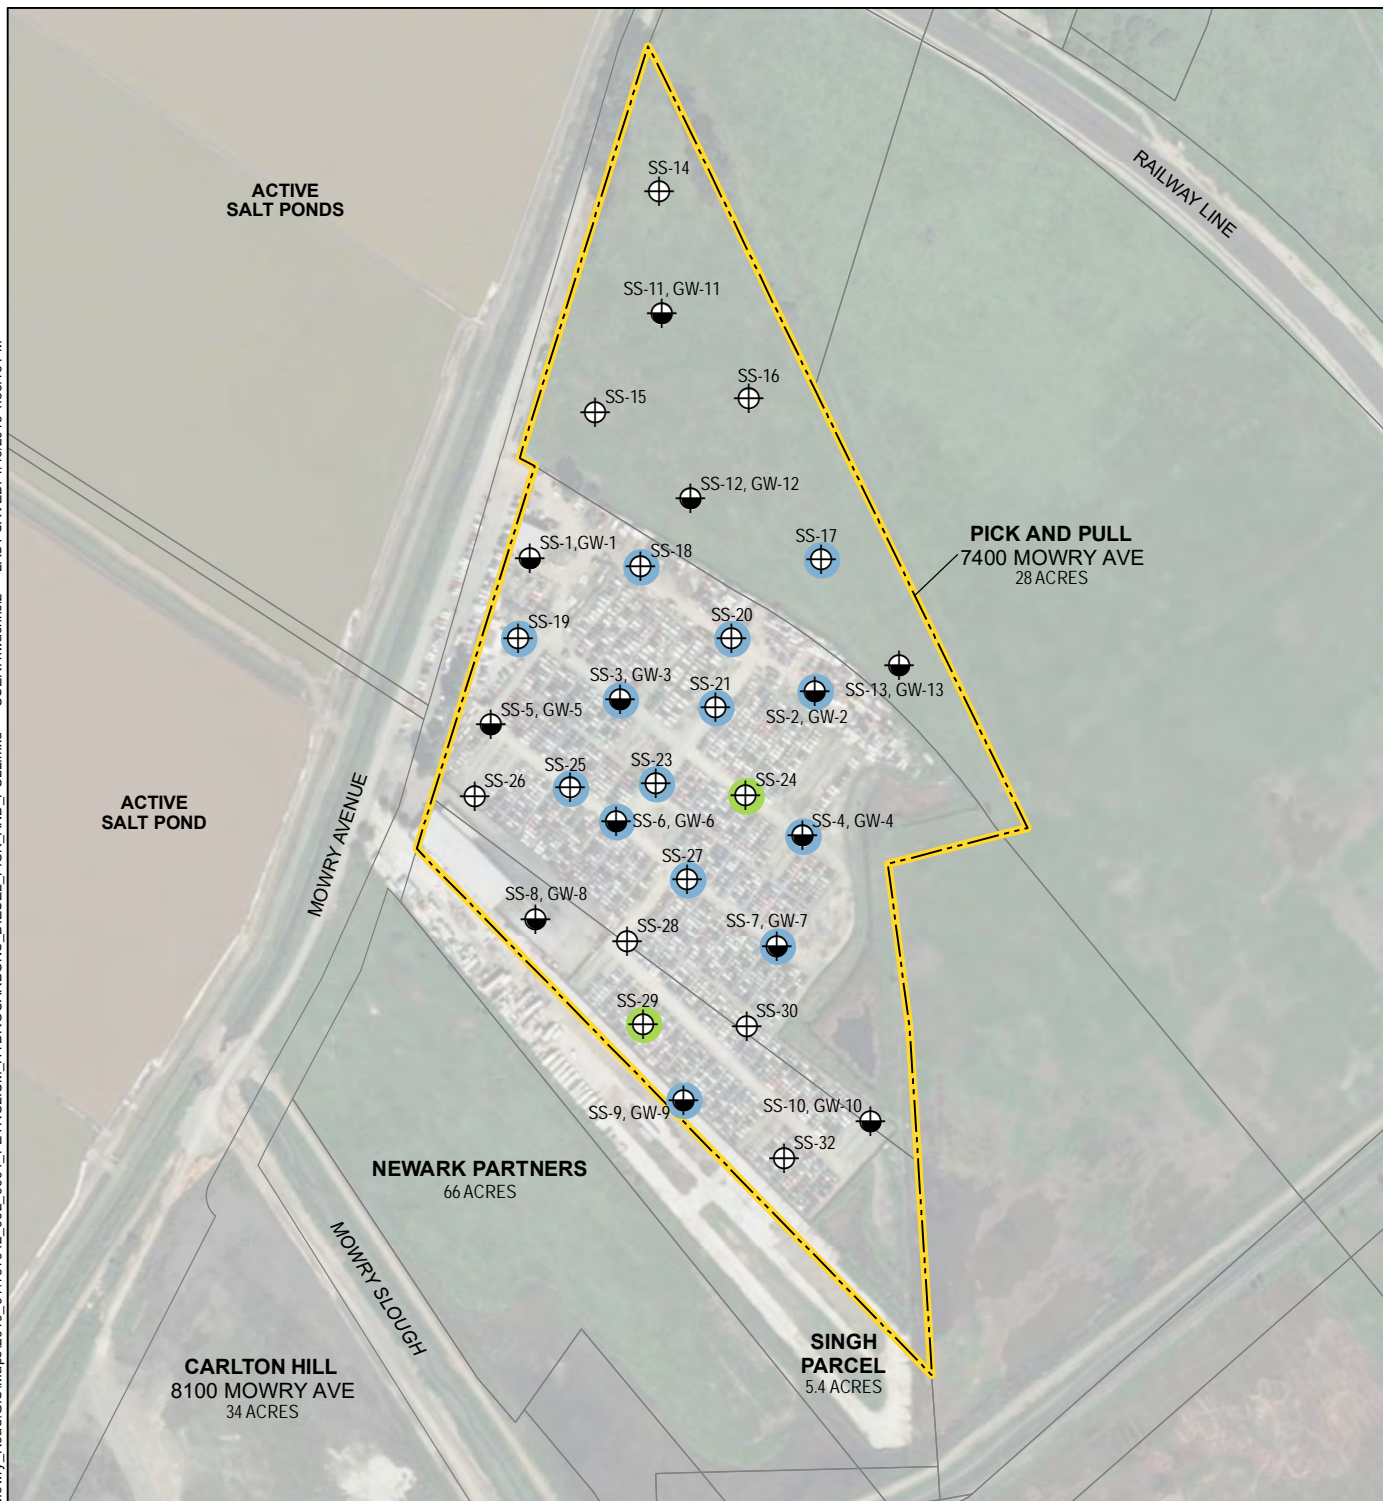 SS-14
ACTIVE
SALT PONDS
RAILWAY LINE
SS-11, GW-11
SS-16
SS-15
SS-12, GW-12
PICK AND PULL
7400 MOWRY AVE
28 ACRES
SS-17
SS-1,GW-1
SS-18
SS-19
SS-20
SS-3, GW-3
SS-21
SS-13, GW-13
SS-2, GW-2
SS-5, GW-5
SS-25
SS-23
SS-24
SS-26
ACTIVE
SALT POND
MOWRY AVENUE
SS-6, GW-6
SS-4, GW-4
SS-27
SS-8, GW-8
SS-7, GW-7
SS-28
SS-29
SS-30
SS-9, GW-9
SS-10, GW-10
SS-32
NEWARK PARTNERS
66 ACRES
MOWRY SLOUGH
SINGH
PARCEL
5.4 ACRES
CARLTON HILL
8100 MOWRY AVE
34 ACRES